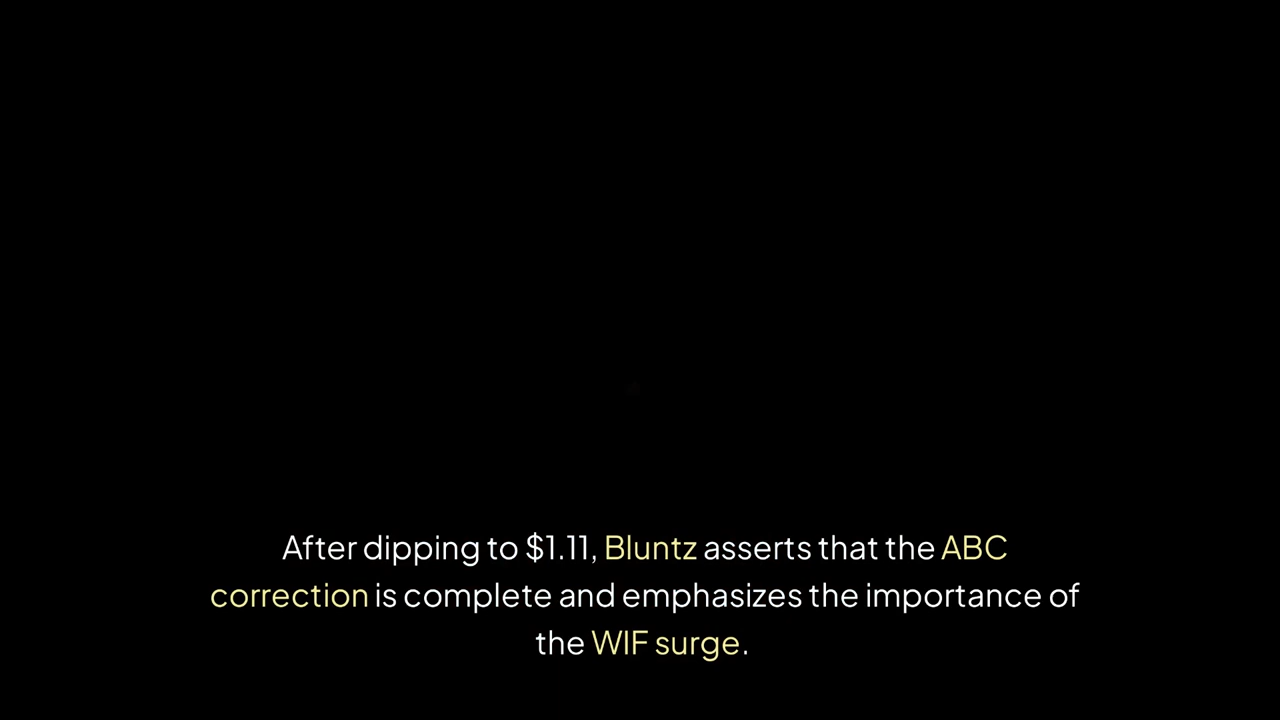 After dipping to $1.11, Bluntz asserts that the ABC
correction is complete and emphasizes the importance of
the WIF surge.